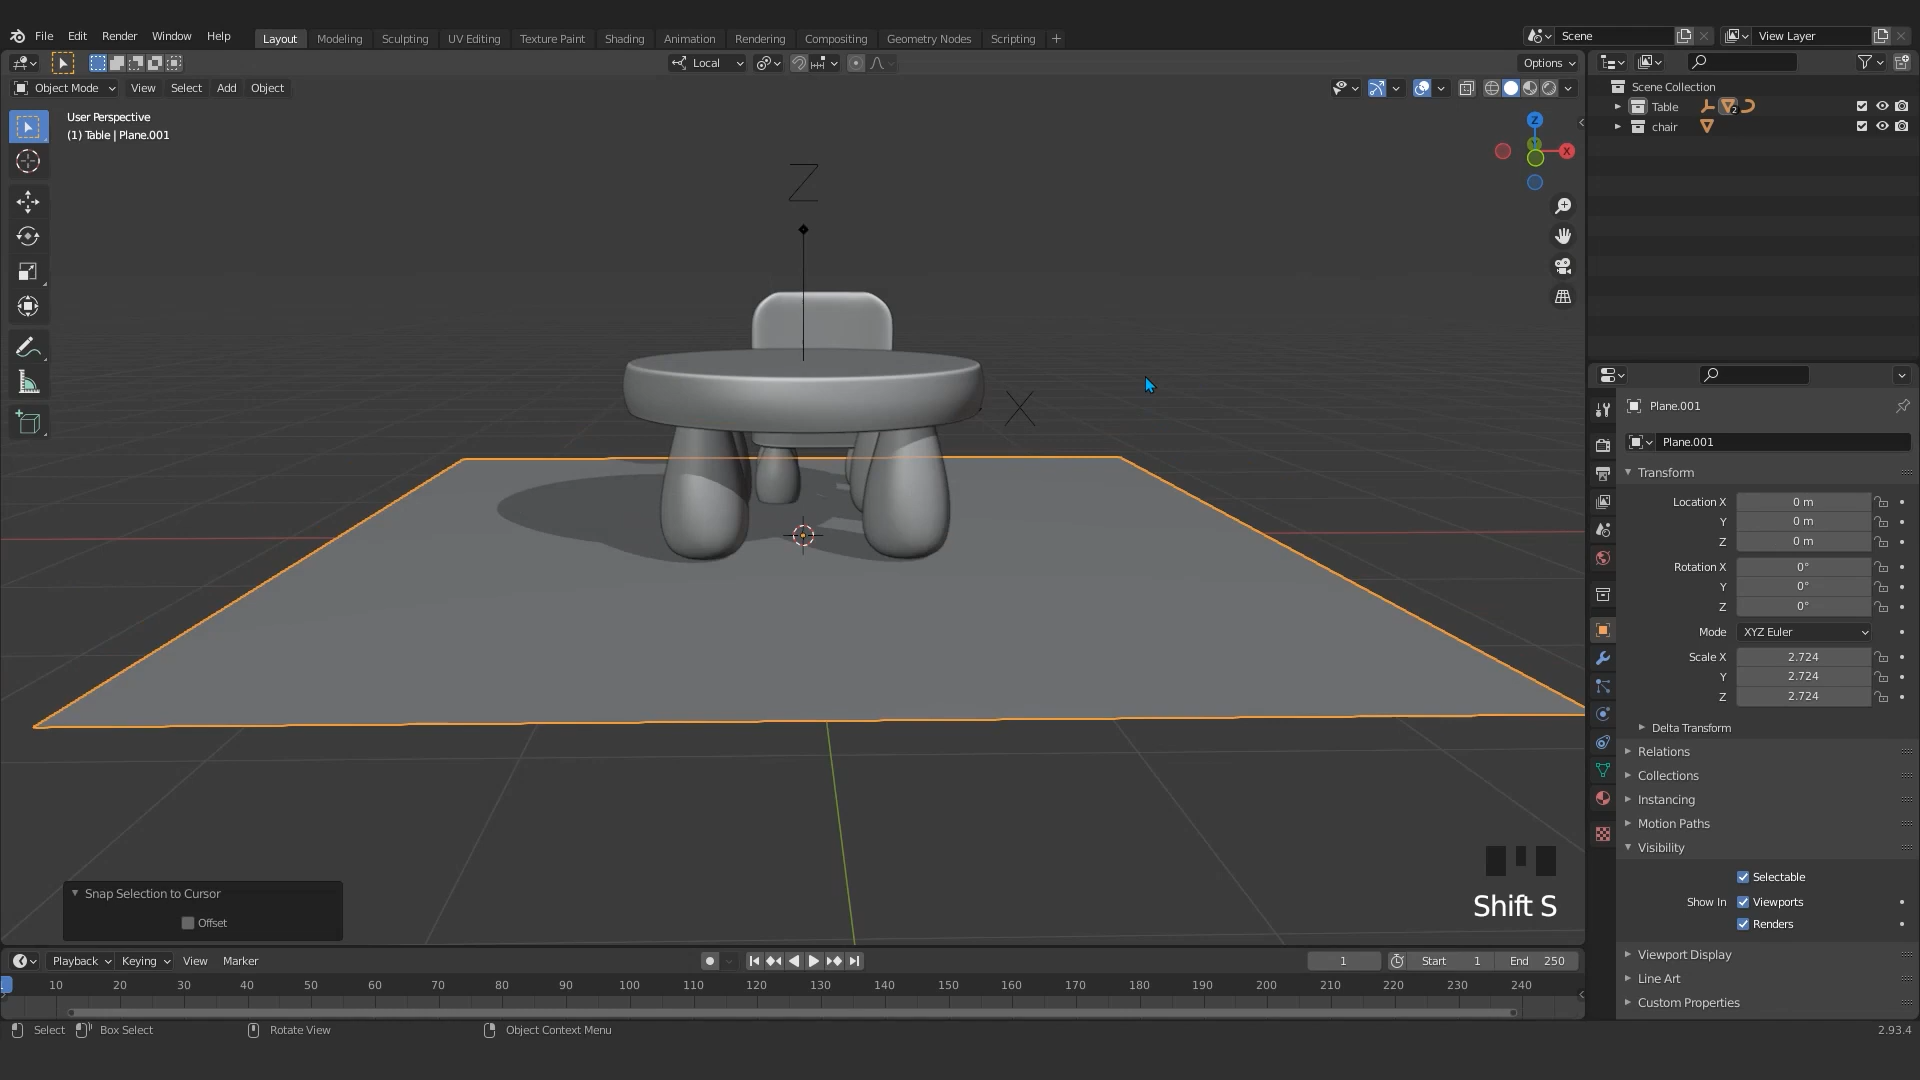 File Edit Render Window Help Layout Modeling Sculpting UV Editing Texture Paint Shading Animation Rendering Compositing Geometry Nodes Scripting + Scene View Layer
Local Options
Object Mode View Select Add Object
User Perspective
(1) Table | Plane.001
Z
X
Z
X
Scene Collection
Table 2
chair
Plane.001
Plane.001
Transform
Location X 0 m
Y 0 m
Z 0 m
Rotation X 0°
Y 0°
Z 0°
Mode XYZ Euler
Scale X 2.724
Y 2.724
Z 2.724
Delta Transform
Relations
Collections
Instancing
Motion Paths
Visibility
Selectable
Show In Viewports
Renders
Viewport Display
Line Art
Custom Properties
Shift S
Snap Selection to Cursor
Offset
Playback Keying View Marker 1 Start 1 End 250
10 20 30 40 50 60 70 80 90 100 110 120 130 140 150 160 170 180 190 200 210 220 230 240
Select Box Select Rotate View Object Context Menu 2.93.4